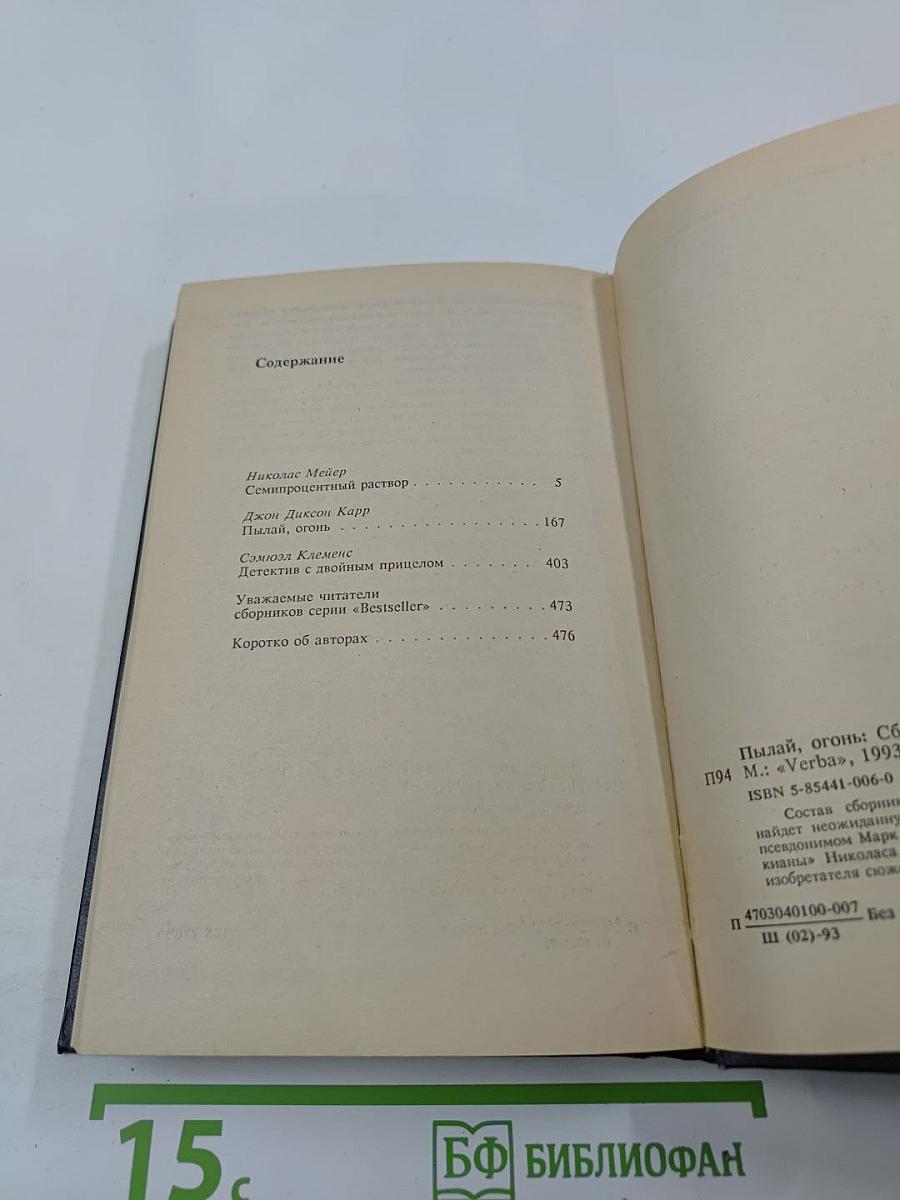 Содержание
Николас Мейер
Семипроцентный раствор . . . . . . . . . . . 5
Джон Диксон Карр
Пылай, огонь . . . . . . . . . . . . . . . . 167
Сэмюэл Клеменс
Детектив с двойным прицелом . . . . . . . 403
Уважаемые читатели
сборников серии «Bestseller» . . . . . . . . 473
Коротко об авторах . . . . . . . . . . . . . 476
Пылай, огонь: Сб
П94 М.: «Verba», 1993
ISBN 5-85441-006-0
Состав сборник
найдет неожиданну
псевдонимом Марк
кианы» Николаса
изобретателя сюж
П 4703040100-007 Без
Ш (02)-93
15 с
БФ БИБЛИОФАН